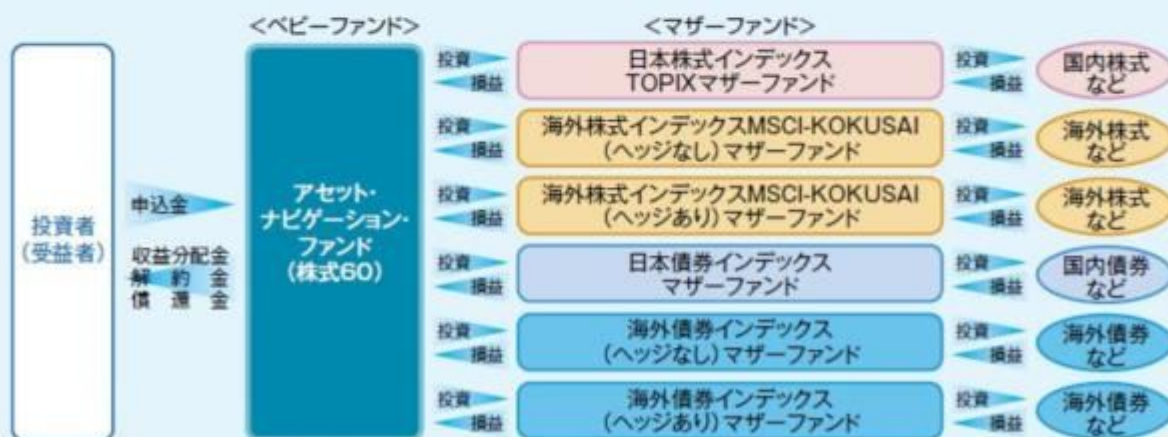 <ベビーファンド>
<マザーファンド>
投資者
(受益者)
申込金
収益分配金
解約金
償還金
アセット・
ナビゲーション・
ファンド
(株式60)
投資
損益
日本株式インデックス
TOPIXマザーファンド
投資
損益
国内株式
など
投資
損益
海外株式インデックスMSCI-KOKUSAI
(ヘッジなし)マザーファンド
投資
損益
海外株式
など
投資
損益
海外株式インデックスMSCI-KOKUSAI
(ヘッジあり)マザーファンド
投資
損益
海外株式
など
投資
損益
日本債券インデックス
マザーファンド
投資
損益
国内債券
など
投資
損益
海外債券インデックス
(ヘッジなし)マザーファンド
投資
損益
海外債券
など
投資
損益
海外債券インデックス
(ヘッジあり)マザーファンド
投資
損益
海外債券
など